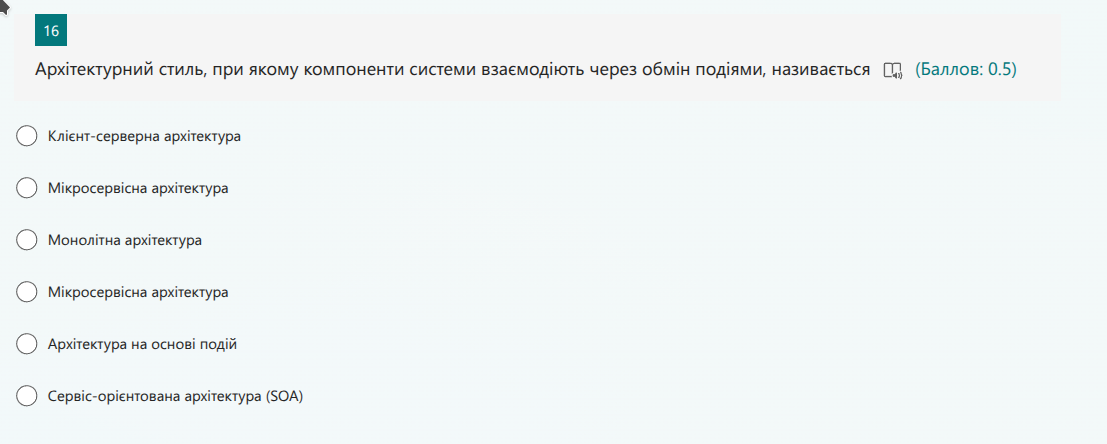 16
Архітектурний стиль, при якому компоненти системи взаємодіють через обмін подіями, називається (Баллов: 0.5)
Клієнт-серверна архітектура
Мікросервісна архітектура
Монолітна архітектура
Мікросервісна архітектура
Архітектура на основі подій
Сервіс-орієнтована архітектура (SOA)